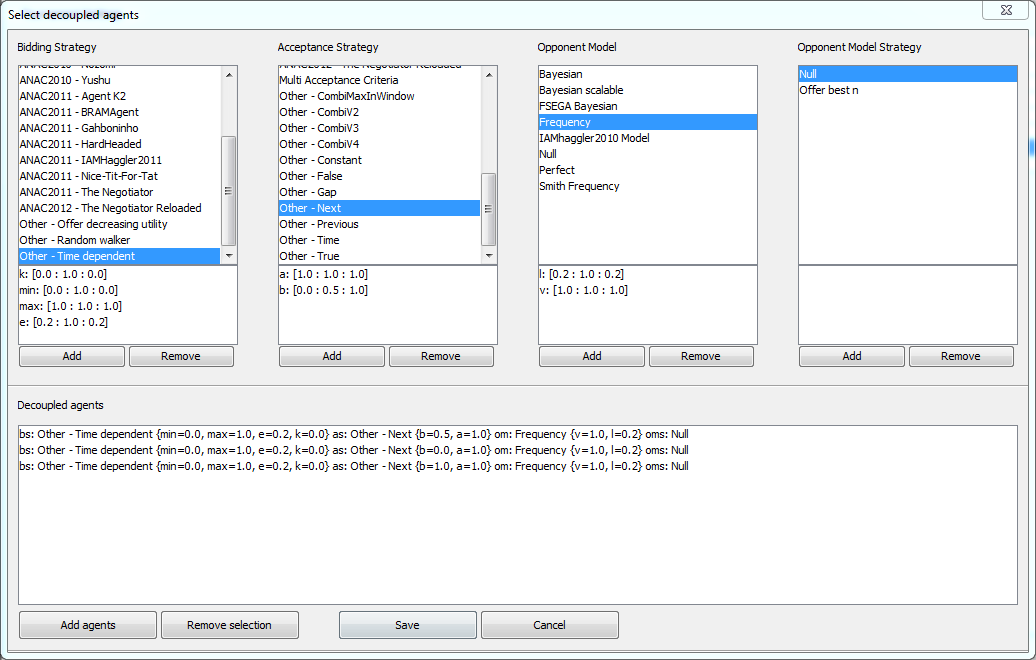 Select decoupled agents
Bidding Strategy
ANAC2010 - Yushu
ANAC2011 - Agent K2
ANAC2011 - BRAMAgent
ANAC2011 - Gahboninho
ANAC2011 - HardHeaded
ANAC2011 - IAMHaggler2011
ANAC2011 - Nice-Tit-For-Tat
ANAC2011 - The Negotiator
ANAC2012 - The Negotiator Reloaded
Other - Offer decreasing utility
Other - Random walker
Other - Time dependent
k: [0.0 : 1.0 : 0.0]
min: [0.0 : 1.0 : 0.0]
max: [1.0 : 1.0 : 1.0]
e: [0.2 : 1.0 : 0.2]
Add
Remove
Acceptance Strategy
ANAC2012 - The Negotiator Reloaded
Multi Acceptance Criteria
Other - CombiMaxInWindow
Other - CombiV2
Other - CombiV3
Other - CombiV4
Other - Constant
Other - False
Other - Gap
Other - Next
Other - Previous
Other - Time
Other - True
a: [1.0 : 1.0 : 1.0]
b: [0.0 : 0.5 : 1.0]
Add
Remove
Opponent Model
Bayesian
Bayesian scalable
FSEGA Bayesian
Frequency
IAMhaggler2010 Model
Null
Perfect
Smith Frequency
l: [0.2 : 1.0 : 0.2]
v: [1.0 : 1.0 : 1.0]
Add
Remove
Opponent Model Strategy
Null
Offer best n
Add
Remove
Decoupled agents
bs: Other - Time dependent {min=0.0, max=1.0, e=0.2, k=0.0} as: Other - Next {b=0.5, a=1.0} om: Frequency {v=1.0, l=0.2} oms: Null
bs: Other - Time dependent {min=0.0, max=1.0, e=0.2, k=0.0} as: Other - Next {b=0.0, a=1.0} om: Frequency {v=1.0, l=0.2} oms: Null
bs: Other - Time dependent {min=0.0, max=1.0, e=0.2, k=0.0} as: Other - Next {b=1.0, a=1.0} om: Frequency {v=1.0, l=0.2} oms: Null
Add agents
Remove selection
Save
Cancel